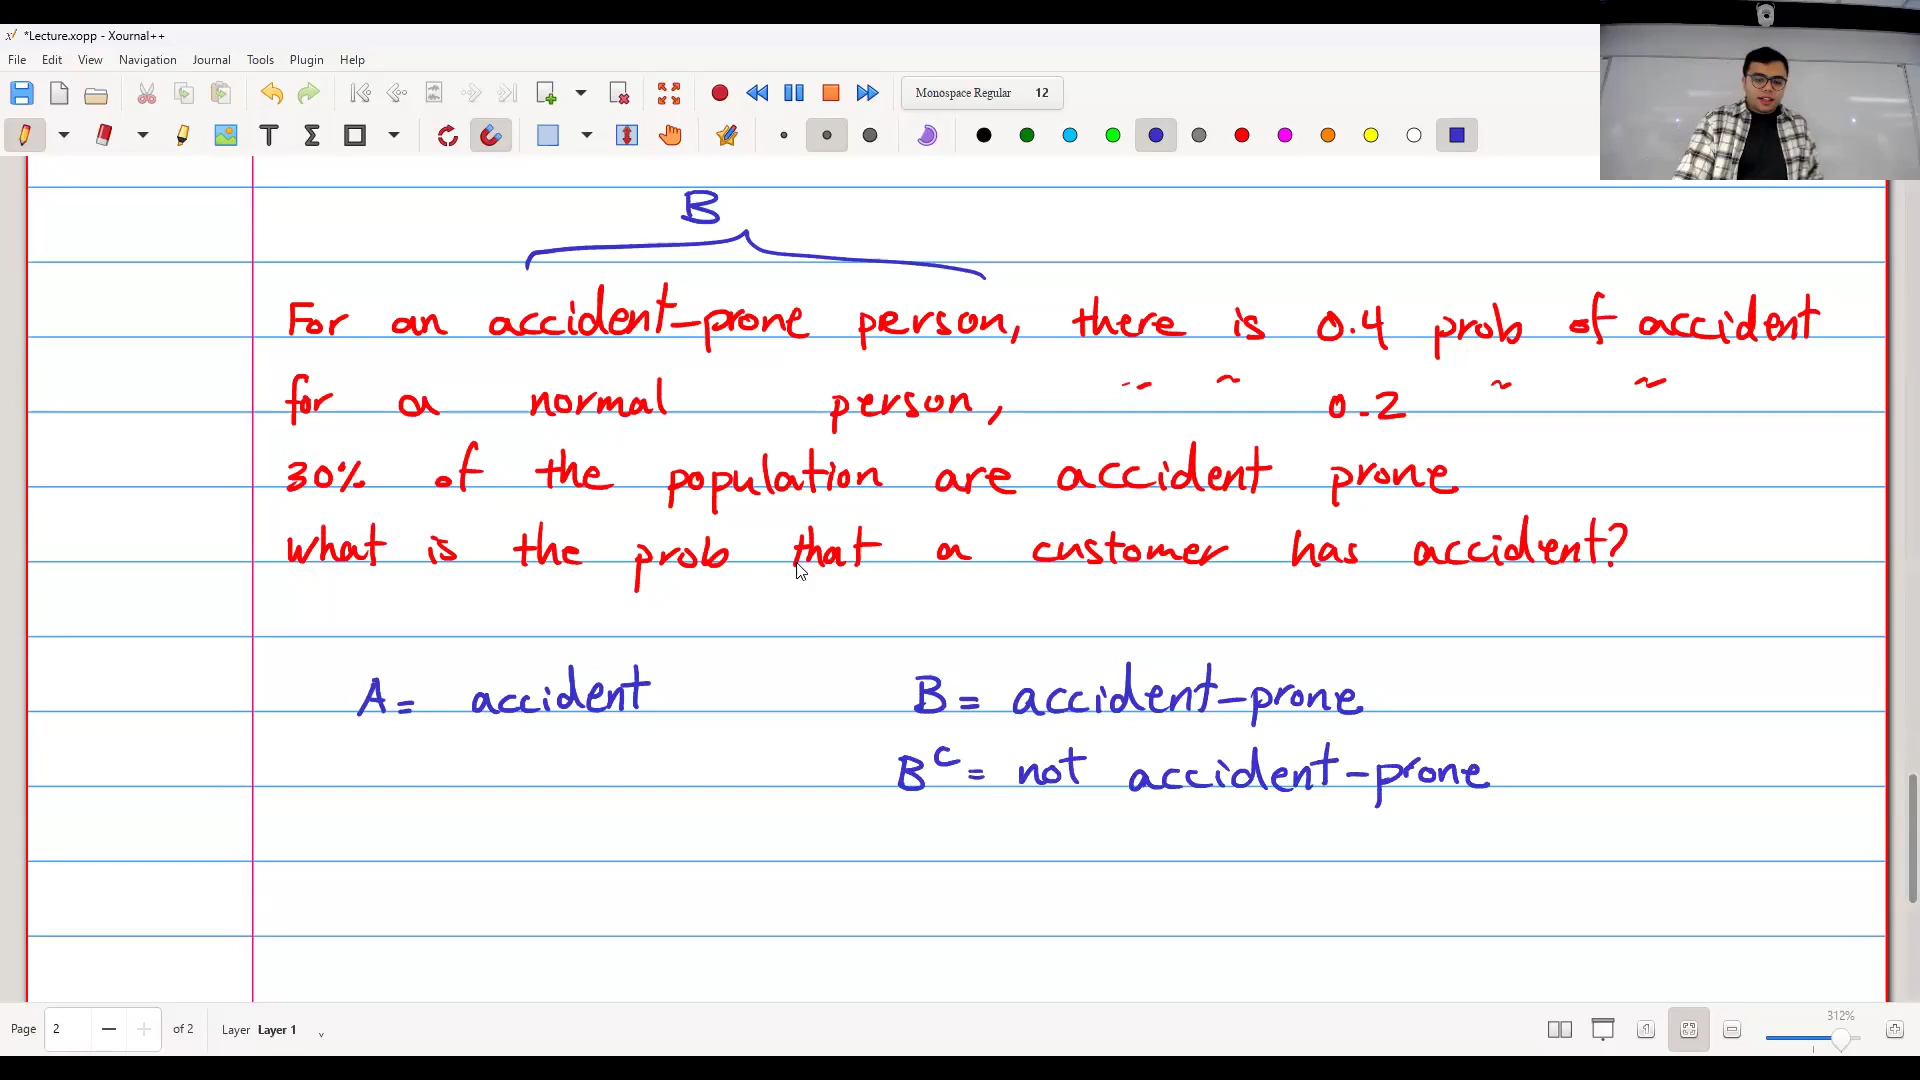 *Lecture.xopp - Xournal++
File Edit View Navigation Journal Tools Plugin Help
Monospace Regular 12
B
For an accident-prone person, there is 0.4 prob of accident
for a normal person, " ~ 0.2 ~ ~
30% of the population are accident prone
what is the prob that a customer has accident?
A = accident B = accident-prone
B^c = not accident-prone
Page 2 of 2 Layer Layer 1 312%